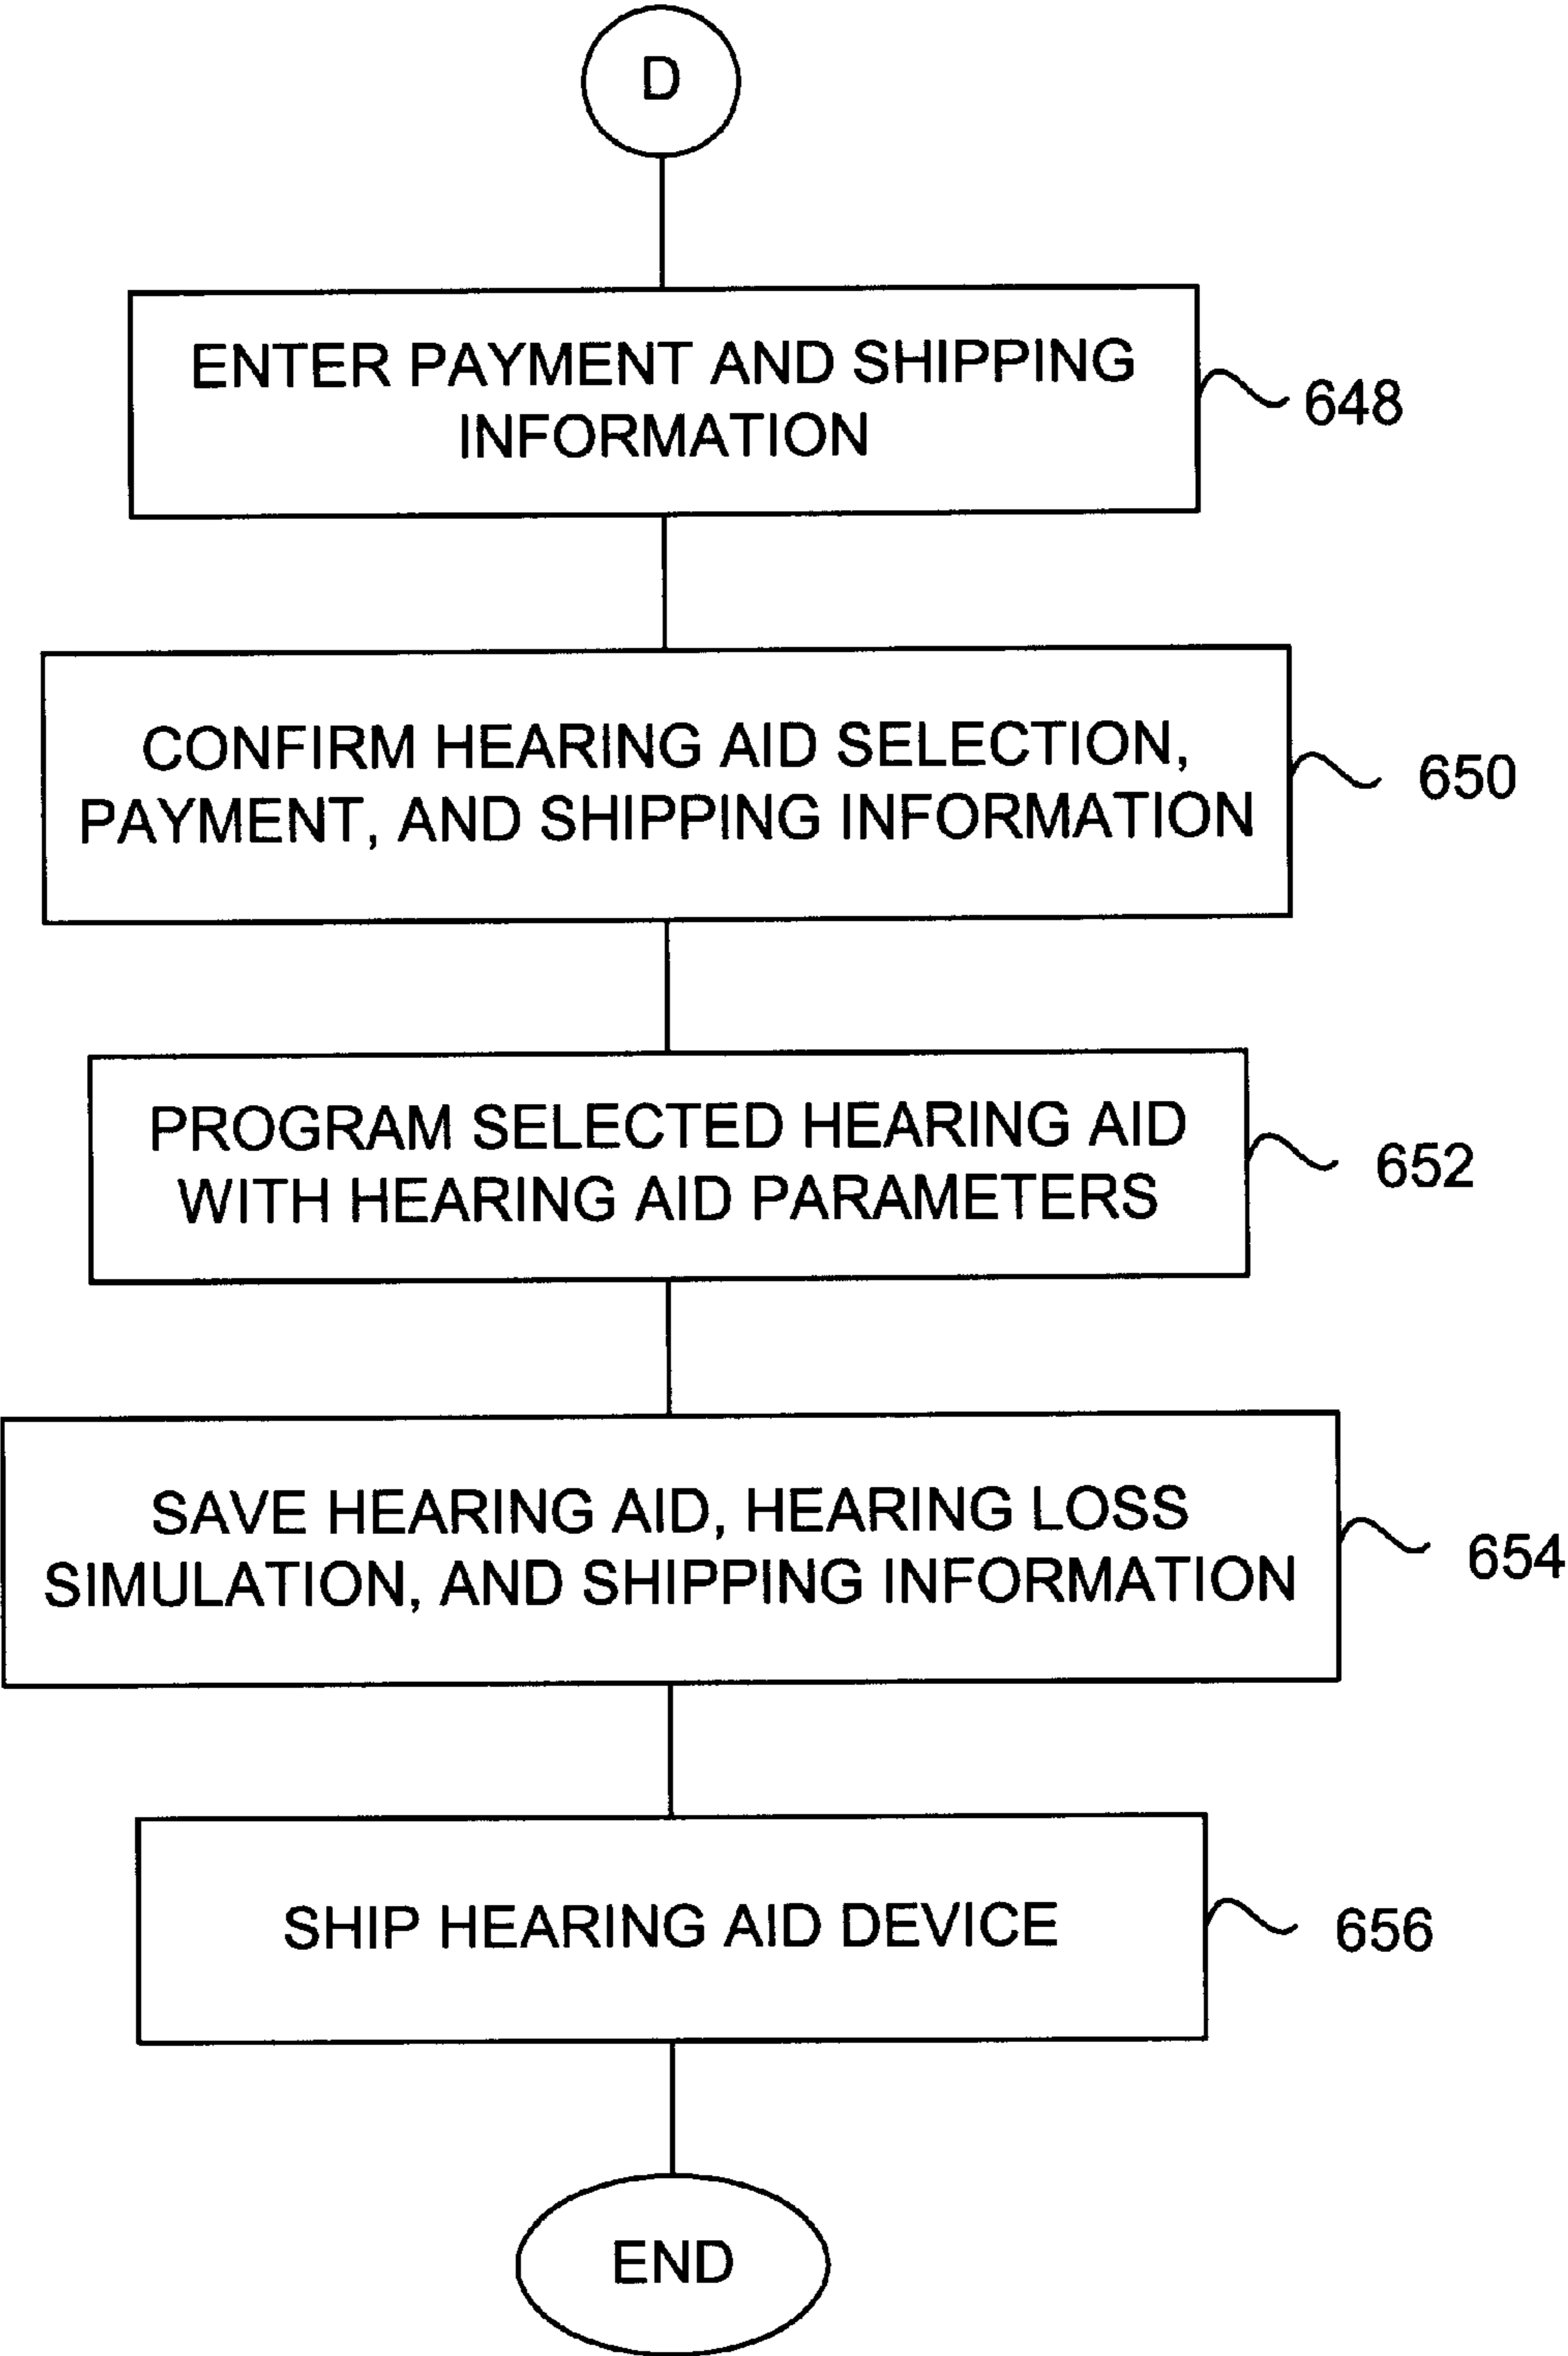 D
ENTER PAYMENT AND SHIPPING
INFORMATION
648
CONFIRM HEARING AID SELECTION,
PAYMENT, AND SHIPPING INFORMATION
650
PROGRAM SELECTED HEARING AID
WITH HEARING AID PARAMETERS
652
SAVE HEARING AID, HEARING LOSS
SIMULATION, AND SHIPPING INFORMATION
654
SHIP HEARING AID DEVICE
656
END